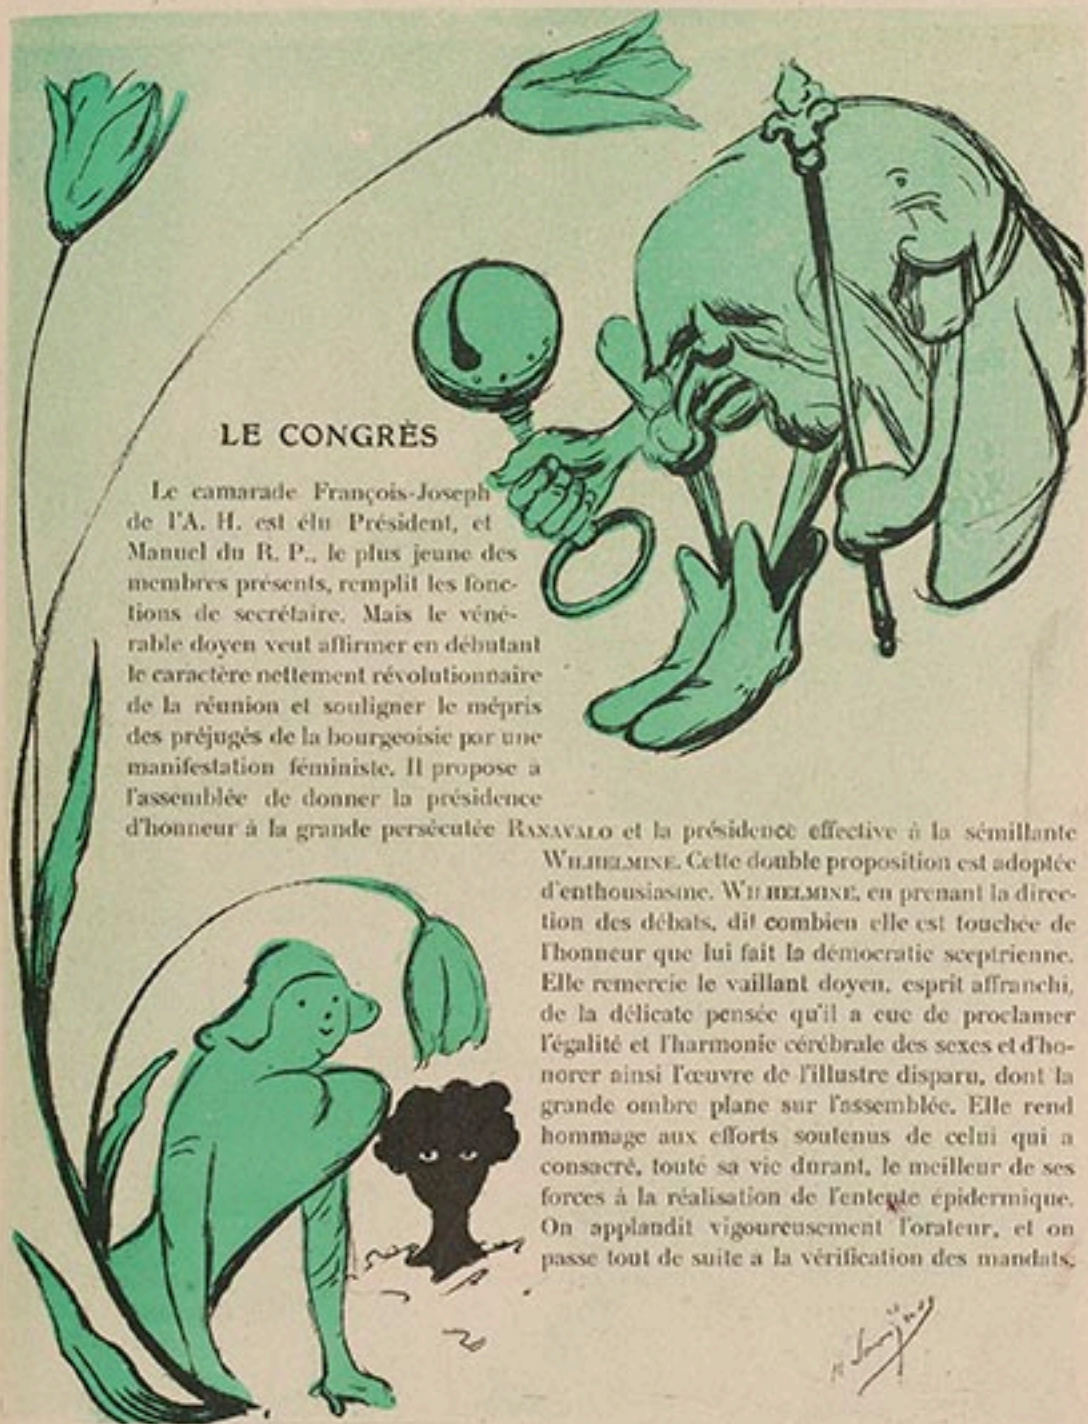 LE CONGRÈS
Le camarade François-Joseph
de l'A. H. est élu Président, et
Manuel du R. P., le plus jeune des
membres présents, remplit les fonc-
tions de secrétaire. Mais le véné-
rable doyen veut affirmer en débutant
le caractère nettement révolutionnaire
de la réunion et souligner le mépris
des préjugés de la bourgeoisie par une
manifestation féministe. Il propose a
l'assemblée de donner la présidence
d'honneur à la grande persécutée RANAVALO et la présidence effective à la sémillante
WILHELMINE. Cette double proposition est adoptée
d'enthousiasme. WILHELMINE, en prenant la direc-
tion des débats, dit combien elle est touchée de
l'honneur que lui fait la démocratie sceptrienne.
Elle remercie le vaillant doyen, esprit affranchi,
de la délicate pensée qu'il a eue de proclamer
l'égalité et l'harmonie cérébrale des sexes et d'ho-
norer ainsi l'œuvre de l'illustre disparu, dont la
grande ombre plane sur l'assemblée. Elle rend
hommage aux efforts soutenus de celui qui a
consacré, touté sa vie durant, le meilleur de ses
forces à la réalisation de l'entente épidermique.
On applaudit vigoureusement l'orateur, et on
passe tout de suite a la vérification des mandats.